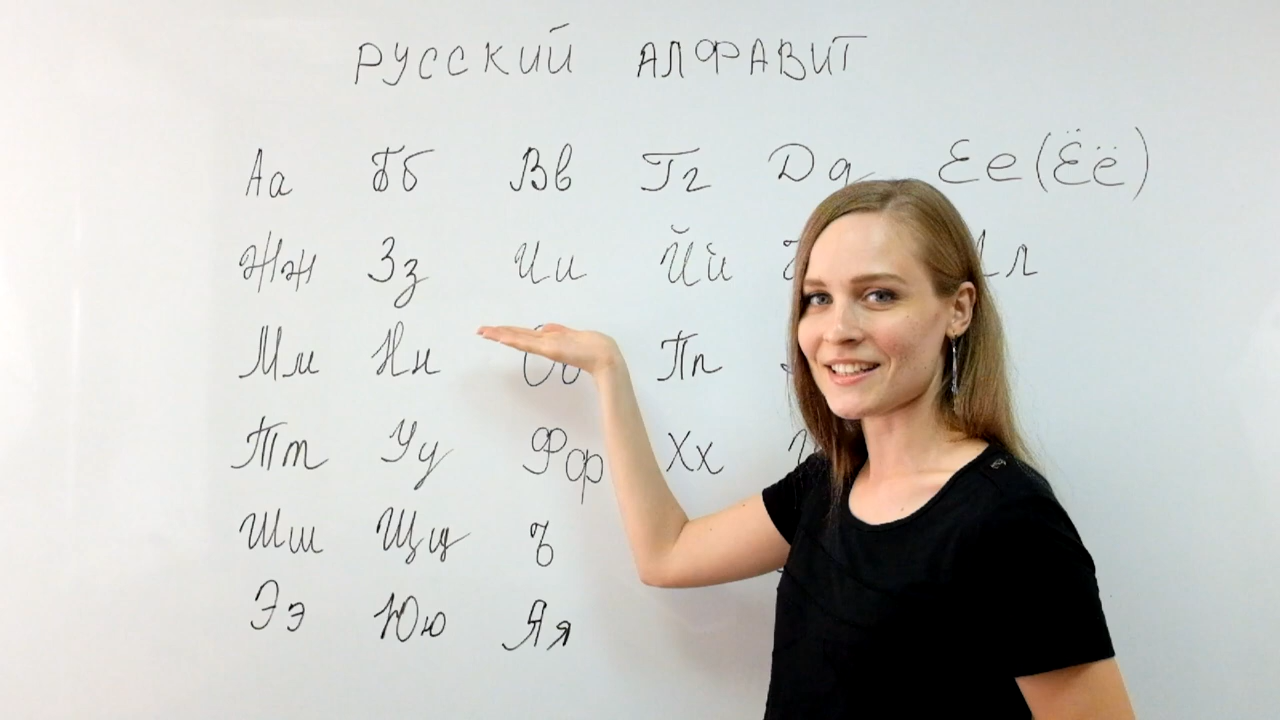 РУССКИЙ АЛФАВИТ
Аа Бб Вв Гг Дд Ее (Ёё)
Жж Зз Ии Йй Лл
Мм Нн Оо Пп
Тт Уу Фф Хх
Шш Щщ ъ
Ээ Юю Яя